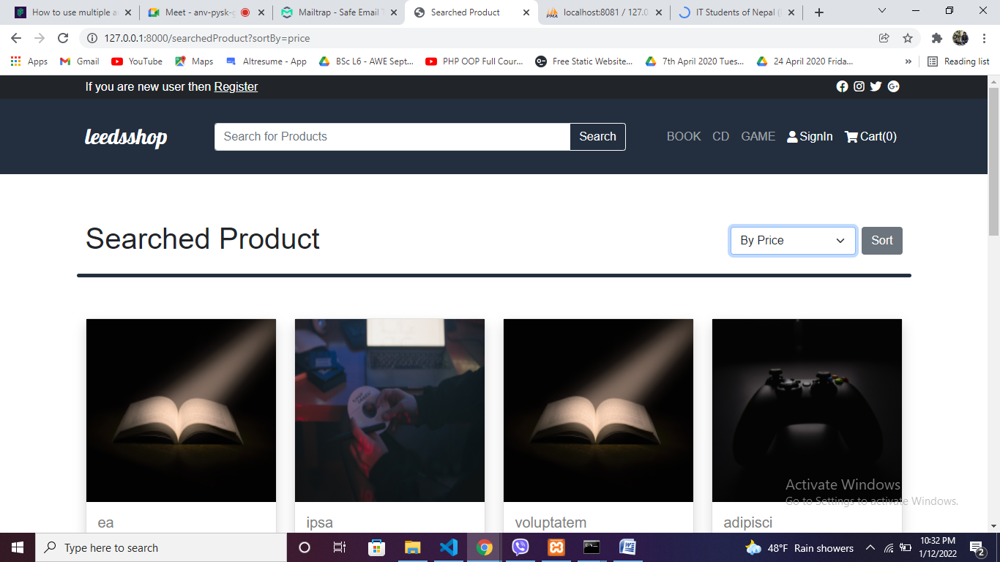 How to use multiple a
Meet - anv-pysk-g
Mailtrap - Safe Email T
Searched Product
localhost:8081 / 127.0
IT Students of Nepal (
127.0.0.1:8000/searchedProduct?sortBy=price
Apps
Gmail
YouTube
Maps
Altresume - App
BSc L6 - AWE Sept...
PHP OOP Full Cour...
Free Static Website...
7th April 2020 Tues...
24 April 2020 Frida...
»
Reading list
If you are new user then Register
leedsshop
Search for Products
Search
BOOK
CD
GAME
SignIn
Cart(0)
Searched Product
By Price
Sort
ea
ipsa
voluptatem
adipisci
Activate Windows
Go to Settings to activate Windows.
Type here to search
48°F Rain showers
10:32 PM
1/12/2022
2